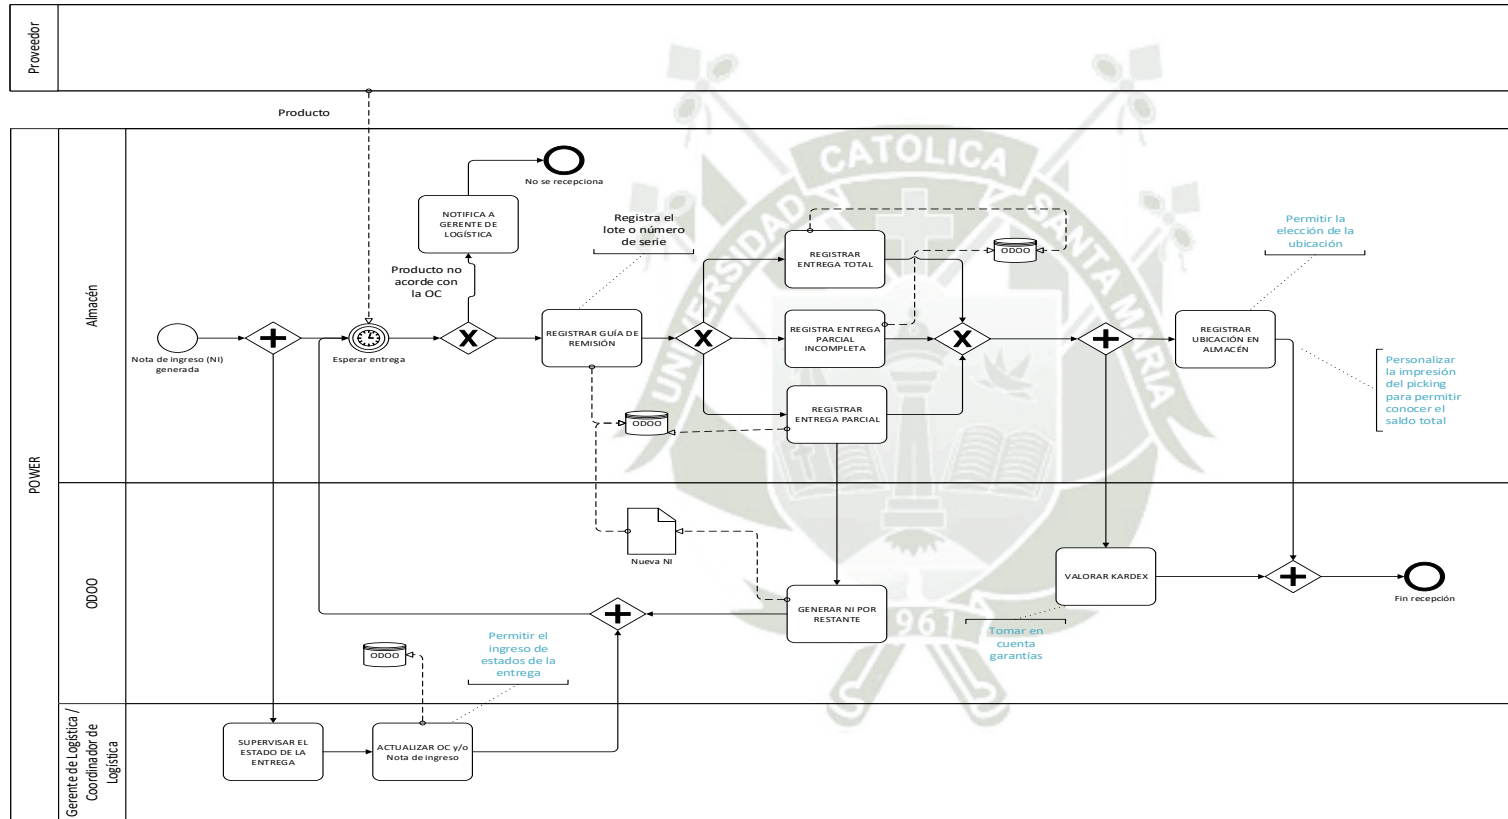 Proveedor
Producto
POWER
Almacén
Nota de ingreso (NI)
generada
Esperar entrega
NOTIFICA A
GERENTE DE
LOGÍSTICA
No se recepciona
Producto no
acorde con
la OC
Registra el
lote o número
de serie
REGISTRAR GUÍA DE
REMISIÓN
ODOO
REGISTRAR
ENTREGA TOTAL
REGISTRA ENTREGA
PARCIAL
INCOMPLETA
REGISTRAR
ENTREGA PARCIAL
ODOO
Permitir la
elección de la
ubicación
REGISTRAR
UBICACIÓN EN
ALMACÉN
Personalizar
la impresión
del picking
para permitir
conocer el
saldo total
UNIVERSIDAD CATOLICA SANTA MARIA
961
ODOO
Nueva NI
GENERAR NI POR
RESTANTE
VALORAR KARDEX
Tomar en
cuenta
garantías
Fin recepción
ODOO
Permitir el
ingreso de
estados de la
entrega
Gerente de Logística /
Coordinador de
Logística
SUPERVISAR EL
ESTADO DE LA
ENTREGA
ACTUALIZAR OC y/o
Nota de ingreso